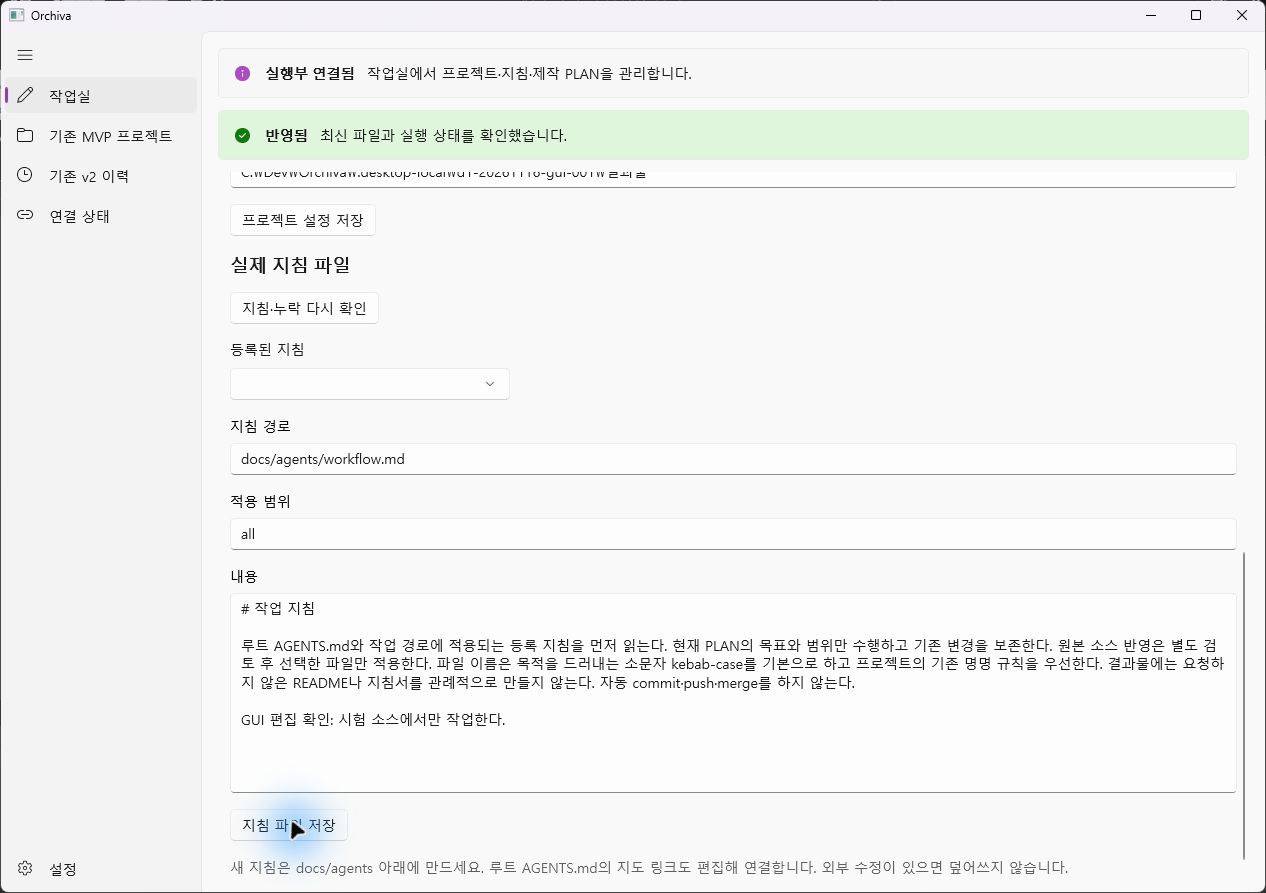 Orchiva
작업실
기존 MVP 프로젝트
기존 v2 이력
연결 상태
설정
실행부 연결됨 작업실에서 프로젝트·지침·제작 PLAN을 관리합니다.
반영됨 최신 파일과 실행 상태를 확인했습니다.
프로젝트 설정 저장
실제 지침 파일
지침·누락 다시 확인
등록된 지침
지침 경로
docs/agents/workflow.md
적용 범위
all
내용
# 작업 지침
루트 AGENTS.md와 작업 경로에 적용되는 등록 지침을 먼저 읽는다. 현재 PLAN의 목표와 범위만 수행하고 기존 변경을 보존한다. 원본 소스 반영은 별도 검
토 후 선택한 파일만 적용한다. 파일 이름은 목적을 드러내는 소문자 kebab-case를 기본으로 하고 프로젝트의 기존 명명 규칙을 우선한다. 결과물에는 요청하
지 않은 README나 지침서를 관례적으로 만들지 않는다. 자동 commit·push·merge를 하지 않는다.
GUI 편집 확인: 시험 소스에서만 작업한다.
지침 파일 저장
새 지침은 docs/agents 아래에 만드세요. 루트 AGENTS.md의 지도 링크도 편집해 연결합니다. 외부 수정이 있으면 덮어쓰지 않습니다.